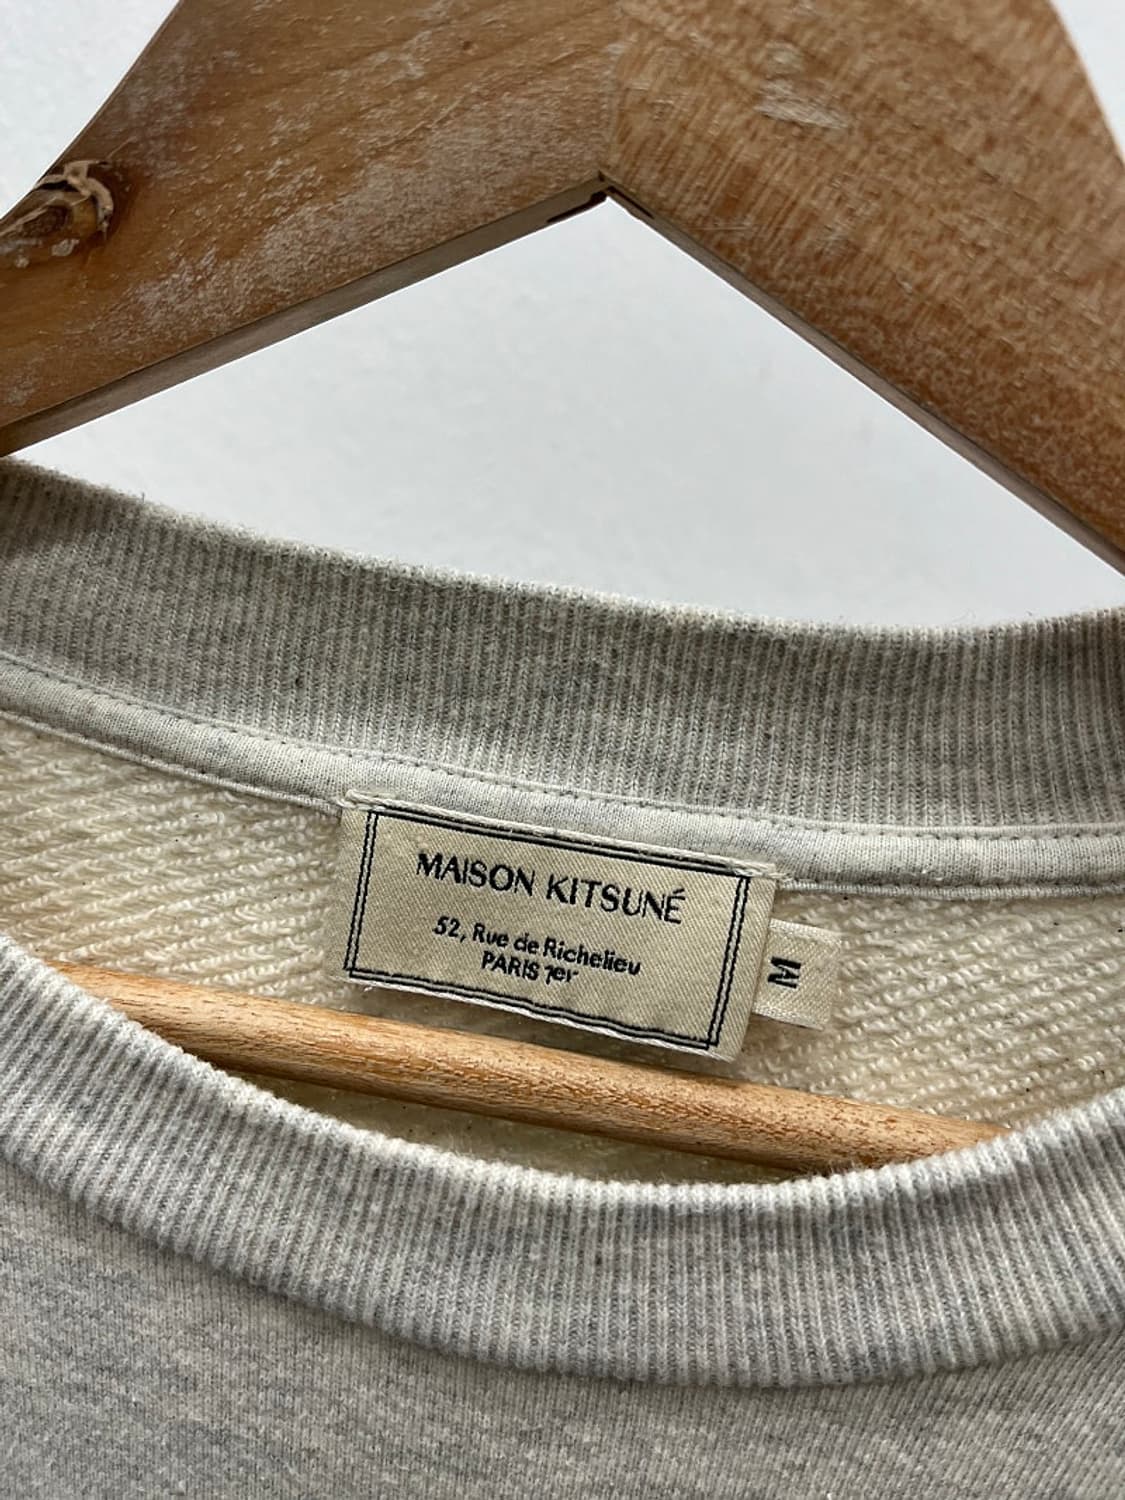 MAISON KITSUNÉ
52, Rue de Richelieu
PARIS 1er
M